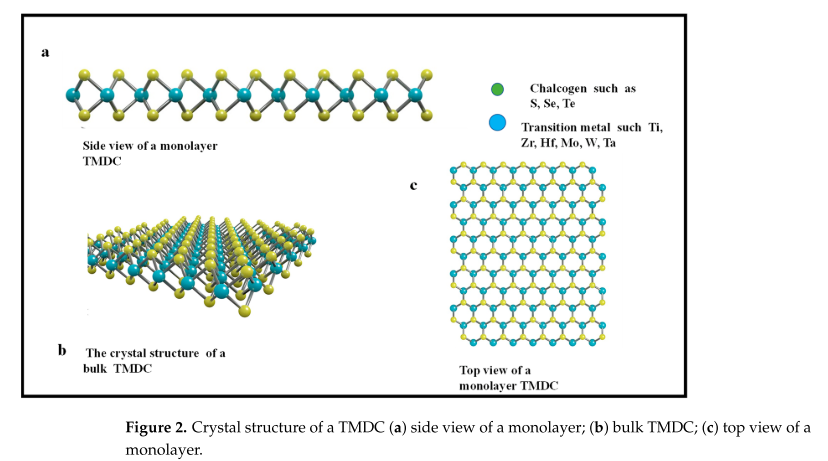 a
Side view of a monolayer
TMDC
Chalcogen such as
S, Se, Te
Transition metal such Ti,
Zr, Hf, Mo, W, Ta
b
The crystal structure of a
bulk TMDC
c
Top view of a
monolayer TMDC
Figure 2. Crystal structure of a TMDC (a) side view of a monolayer; (b) bulk TMDC; (c) top view of a
monolayer.